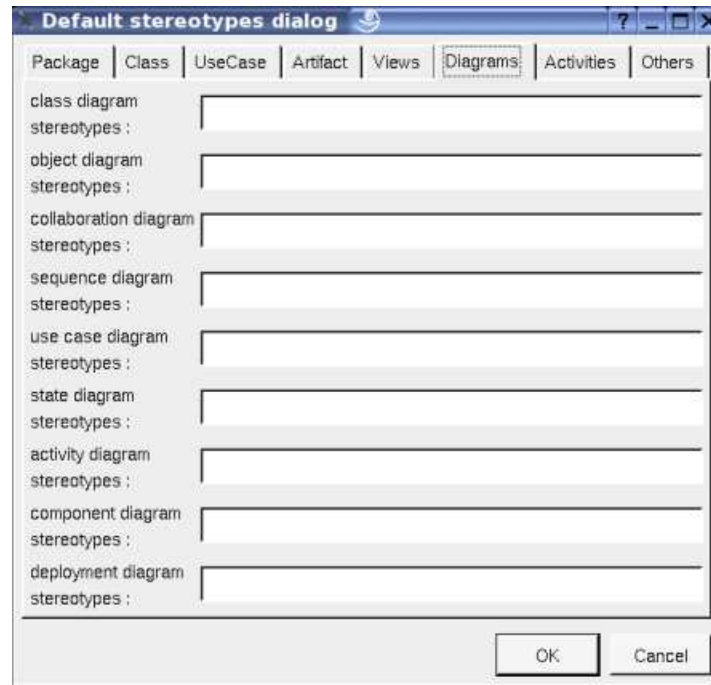 Default stereotypes dialog
Package Class UseCase Artifact Views Diagrams Activities Others
class diagram
stereotypes :
object diagram
stereotypes :
collaboration diagram
stereotypes :
sequence diagram
stereotypes :
use case diagram
stereotypes :
state diagram
stereotypes :
activity diagram
stereotypes :
component diagram
stereotypes :
deployment diagram
stereotypes :
OK Cancel